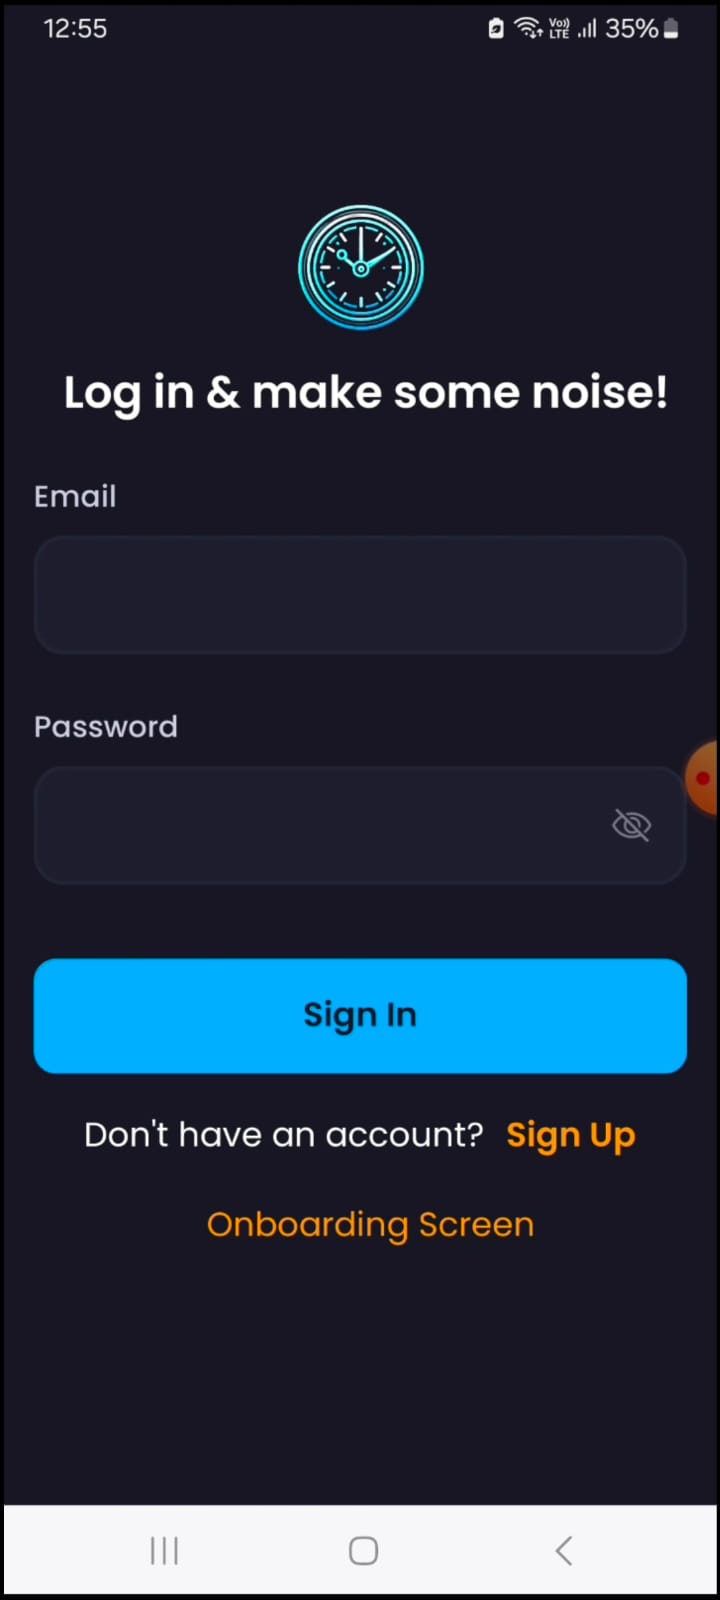 12:55 Vo)) LTE 35%
Log in & make some noise!
Email
Password
Sign In
Don't have an account? Sign Up
Onboarding Screen